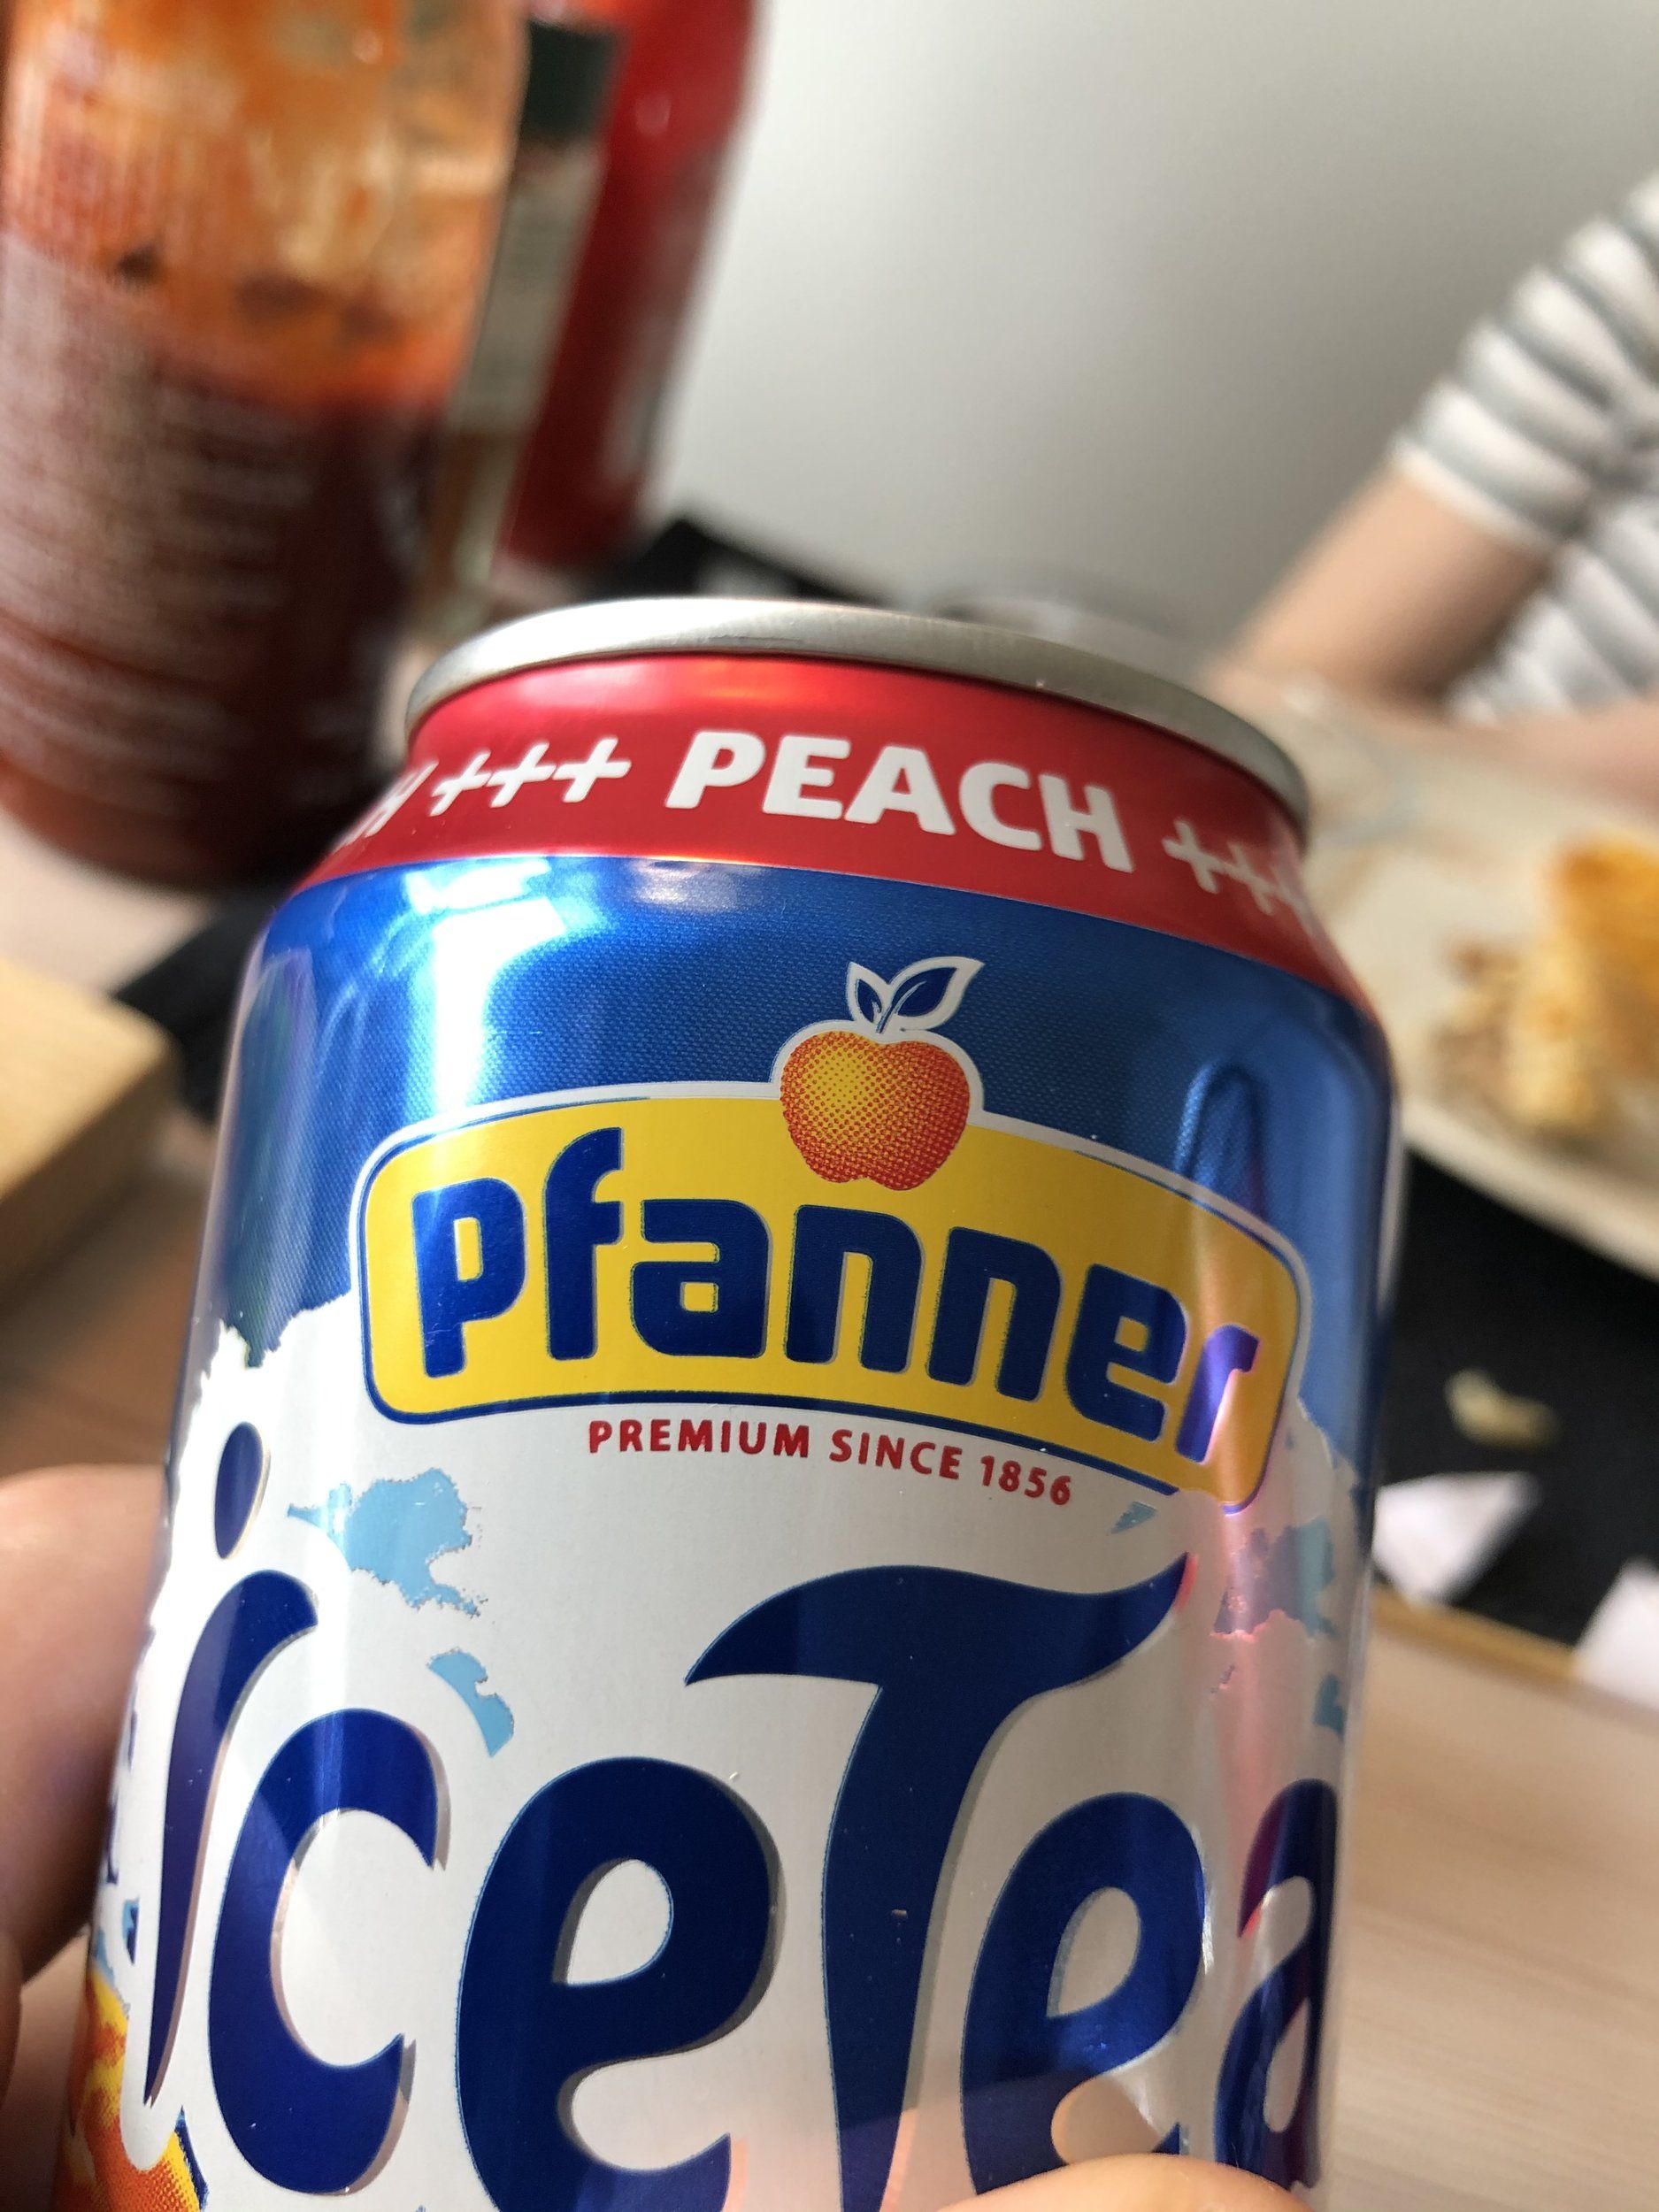 +++ PEACH +++
Pfanner
PREMIUM SINCE 1856
iceTea